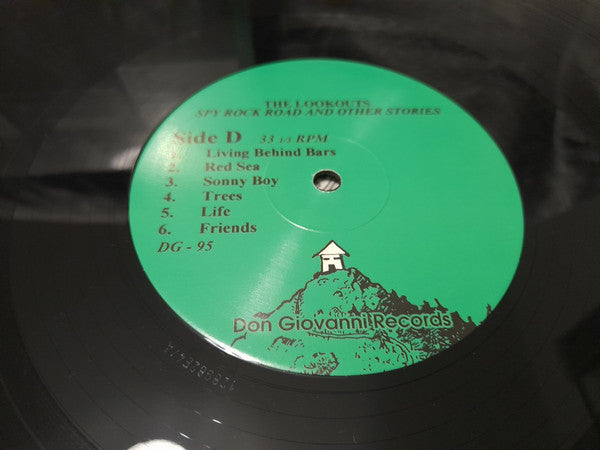 THE LOOKOUTS
SPY ROCK ROAD AND OTHER STORIES
Side D 33 1/3 RPM
1. Living Behind Bars
2. Red Sea
3. Sonny Boy
4. Trees
5. Life
6. Friends
DG - 95
Don Giovanni Records